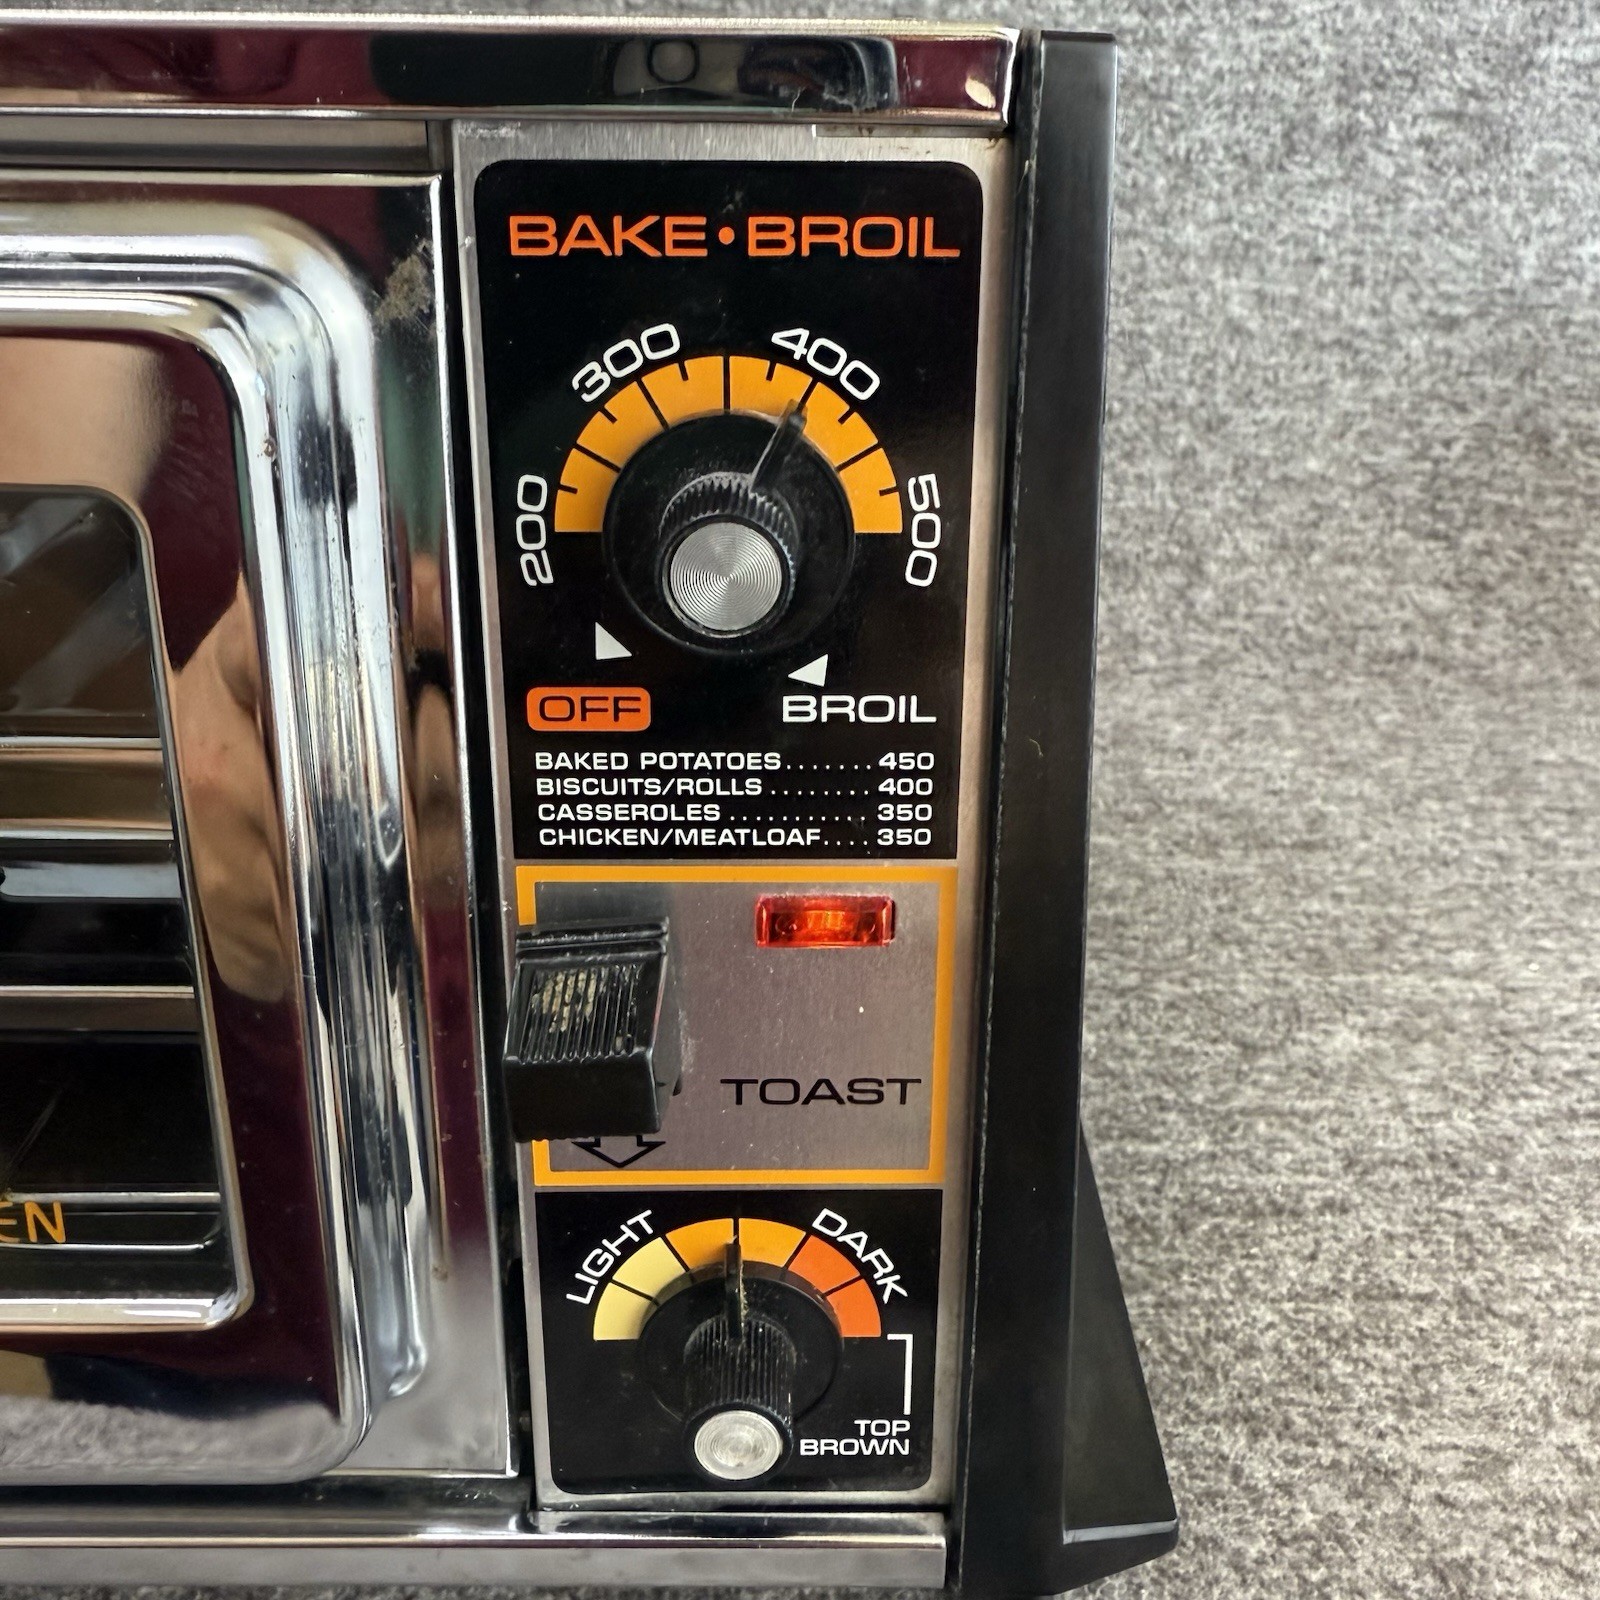 BAKE•BROIL
300 400
200 500
OFF BROIL
BAKED POTATOES.......450
BISCUITS/ROLLS........400
CASSEROLES...........350
CHICKEN/MEATLOAF....350
TOAST
EN
LIGHT DARK
TOP
BROWN